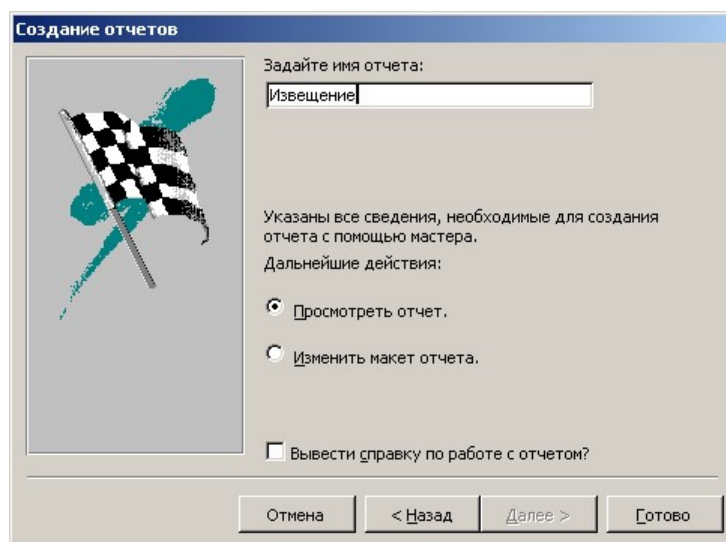 Создание отчетов
Задайте имя отчета:
Извещение
Указаны все сведения, необходимые для создания
отчета с помощью мастера.
Дальнейшие действия:
Просмотреть отчет.
Изменить макет отчета.
Вывести справку по работе с отчетом?
Отмена
< Назад
Далее >
Готово